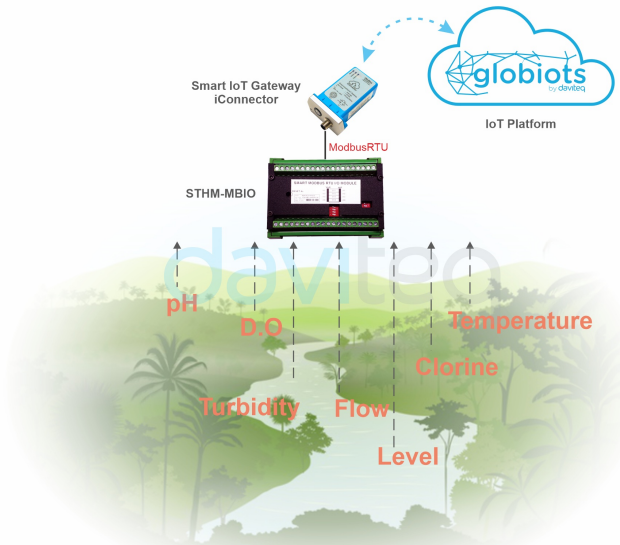 globiots
by daviteq
Smart IoT Gateway
iConnector
IoT Platform
ModbusRTU
SMART MODBUS RTU I/O MODULE
STHM-MBIO
daviteq
pH
D.O
Temperature
Clorine
Turbidity
Flow
Level